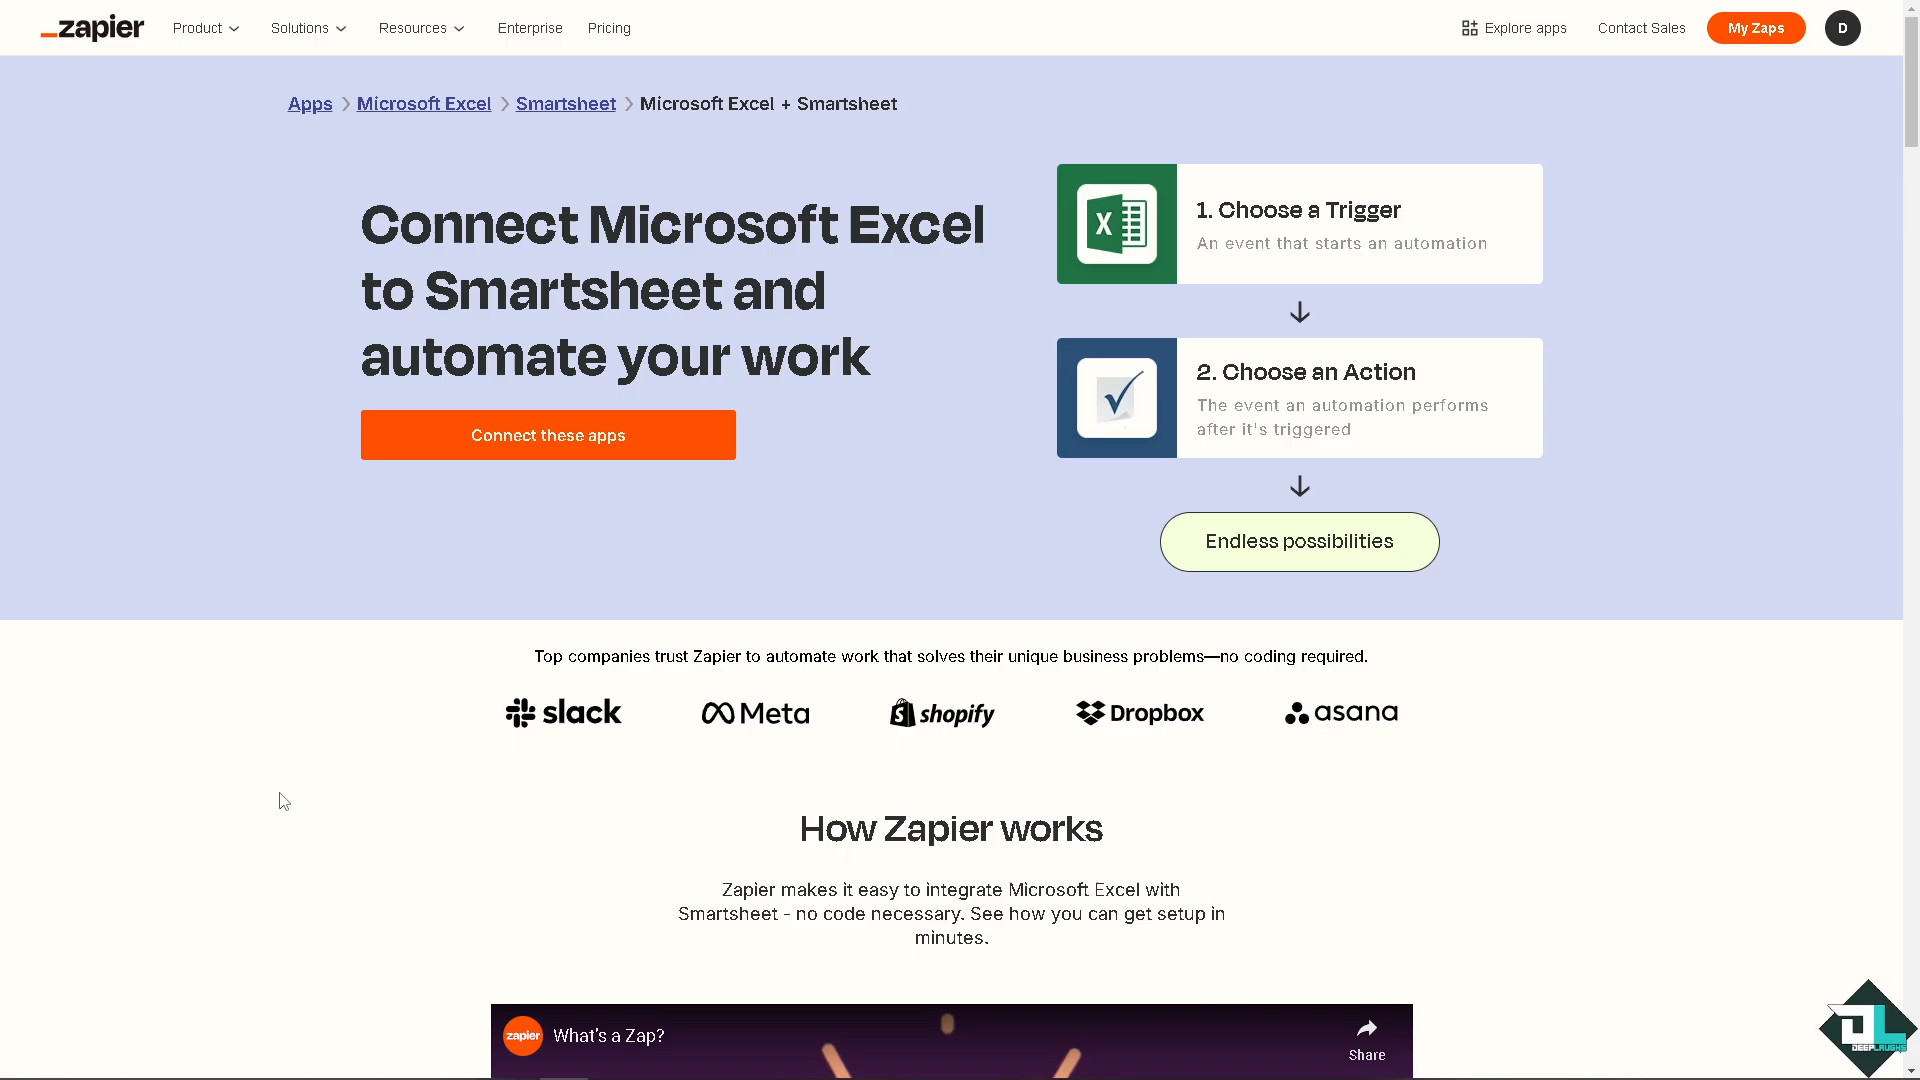 zapier
Product
Solutions
Resources
Enterprise
Pricing
Explore apps
Contact Sales
My Zaps
D
Apps
Microsoft Excel
Smartsheet
Microsoft Excel + Smartsheet
Connect Microsoft Excel
to Smartsheet and
automate your work
Connect these apps
1. Choose a Trigger
An event that starts an automation
2. Choose an Action
The event an automation performs
after it's triggered
Endless possibilities
Top companies trust Zapier to automate work that solves their unique business problems—no coding required.
slack
Meta
shopify
Dropbox
asana
How Zapier works
Zapier makes it easy to integrate Microsoft Excel with
Smartsheet - no code necessary. See how you can get setup in
minutes.
zapier
What's a Zap?
Share
DL
DEEPLAUGHS